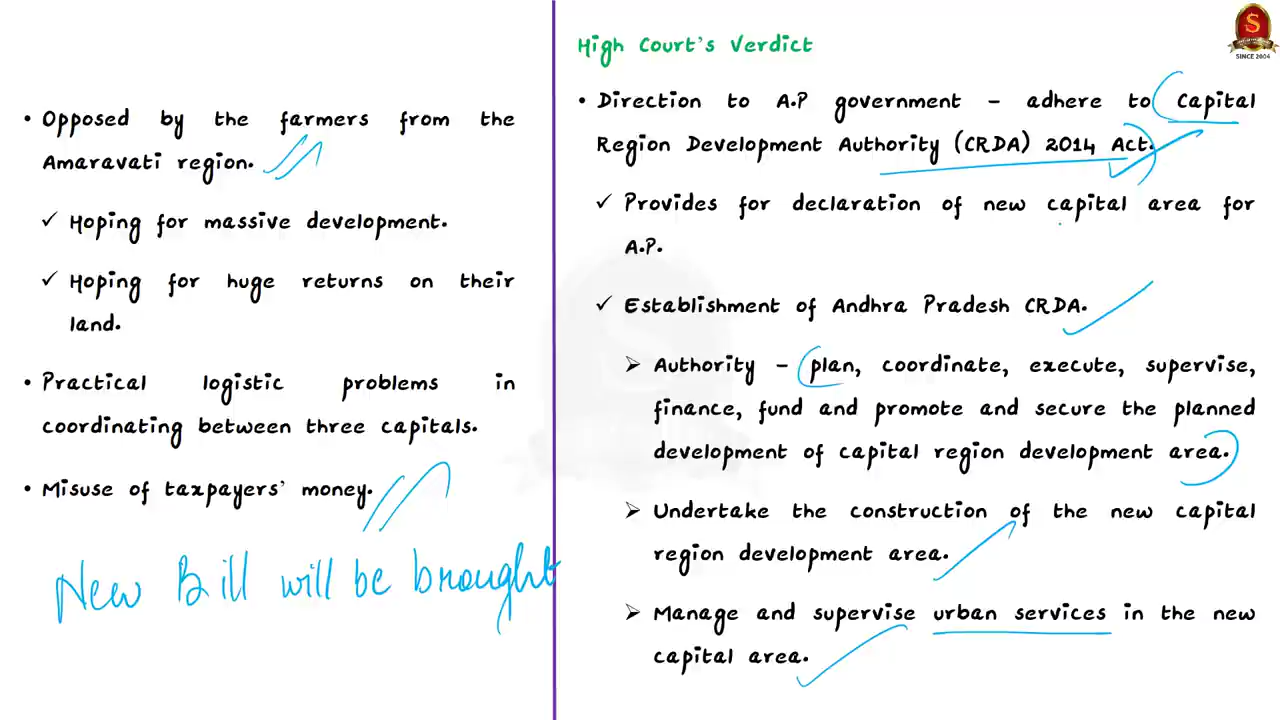 • Opposed by the farmers from the
Amaravati region.
✓ Hoping for massive development.
✓ Hoping for huge returns on their
land.
• Practical logistic problems in
coordinating between three capitals.
• Misuse of taxpayers' money.
New Bill will be brought
High Court's Verdict
• Direction to A.P government – adhere to Capital
Region Development Authority (CRDA) 2014 Act.
✓ Provides for declaration of new capital area for
A.P.
✓ Establishment of Andhra Pradesh CRDA.
➢ Authority – plan, coordinate, execute, supervise,
finance, fund and promote and secure the planned
development of capital region development area.
➢ Undertake the construction of the new capital
region development area.
➢ Manage and supervise urban services in the new
capital area.
S
SINCE 2004